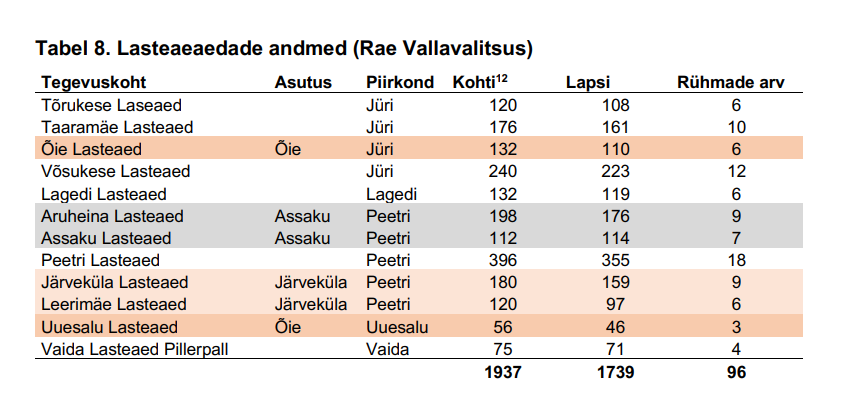 Tabel 8. Lasteaeaedade andmed (Rae Vallavalitsus)
Tegevuskoht Asutus Piirkond Kohti¹² Lapsi Rühmade arv
Tõrukese Laseaed Jüri 120 108 6
Taaramäe Lasteaed Jüri 176 161 10
Õie Lasteaed Õie Jüri 132 110 6
Võsukese Lasteaed Jüri 240 223 12
Lagedi Lasteaed Lagedi 132 119 6
Aruheina Lasteaed Assaku Peetri 198 176 9
Assaku Lasteaed Assaku Peetri 112 114 7
Peetri Lasteaed Peetri 396 355 18
Järveküla Lasteaed Järveküla Peetri 180 159 9
Leerimäe Lasteaed Järveküla Peetri 120 97 6
Uuesalu Lasteaed Õie Uuesalu 56 46 3
Vaida Lasteaed Pillerpall Vaida 75 71 4
1937 1739 96